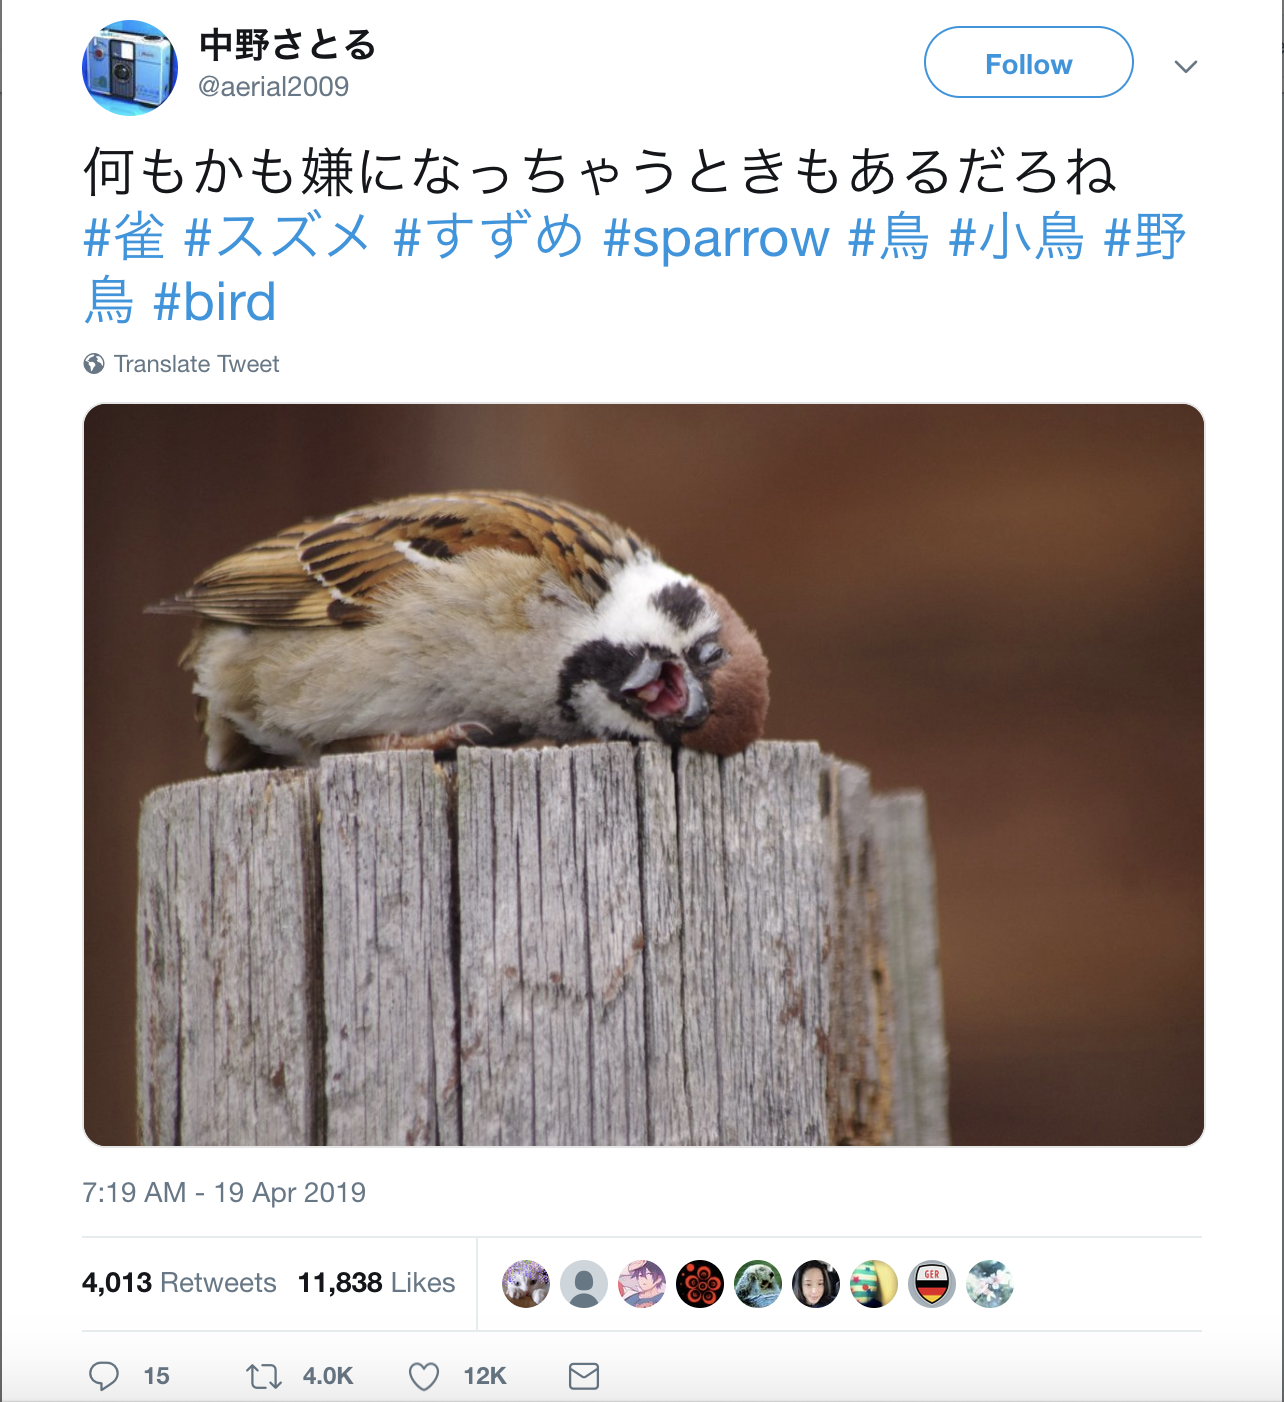 中野さとる
@aerial2009
Follow
何もかも嫌になっちゃうときもあるだろね
#雀 #スズメ #すずめ #sparrow #鳥 #小鳥 #野
鳥 #bird
Translate Tweet
7:19 AM - 19 Apr 2019
4,013 Retweets 11,838 Likes
GER
15 4.0K 12K